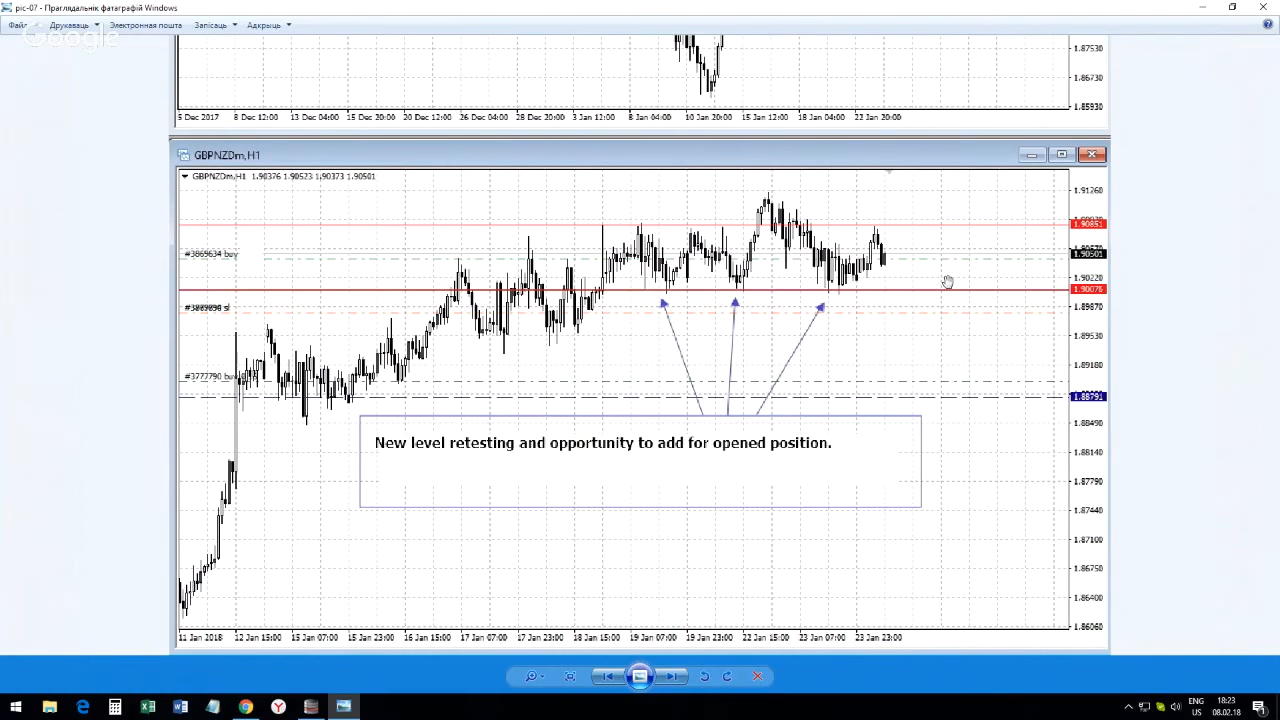 pic-07 - Праглядальнік фатаграфій Windows
Файл Друкаваць Электронная пошта Запісаць Адкрыць
Google
1.87530
1.86730
1.85930
5 Dec 2017 8 Dec 12:00 13 Dec 04:00 15 Dec 20:00 20 Dec 12:00 26 Dec 04:00 28 Dec 20:00 3 Jan 12:00 8 Jan 04:00 10 Jan 20:00 15 Jan 12:00 18 Jan 04:00 22 Jan 20:00
GBPNZDm,H1
GBPNZDm,H1 1.90376 1.90523 1.90373 1.90501
1.91260
1.90851
#3869634 buy
1.90501
1.90220
1.90076
1.89870
1.89530
1.89180
#3777790 buy
1.88791
1.88490
New level retesting and opportunity to add for opened position.
1.88140
1.87790
1.87440
1.87100
1.86750
1.86400
1.86060
11 Jan 2018 12 Jan 15:00 15 Jan 07:00 15 Jan 23:00 16 Jan 15:00 17 Jan 07:00 17 Jan 23:00 18 Jan 15:00 19 Jan 07:00 19 Jan 23:00 22 Jan 15:00 23 Jan 07:00 23 Jan 23:00
ENG 18:23
US 08.02.18